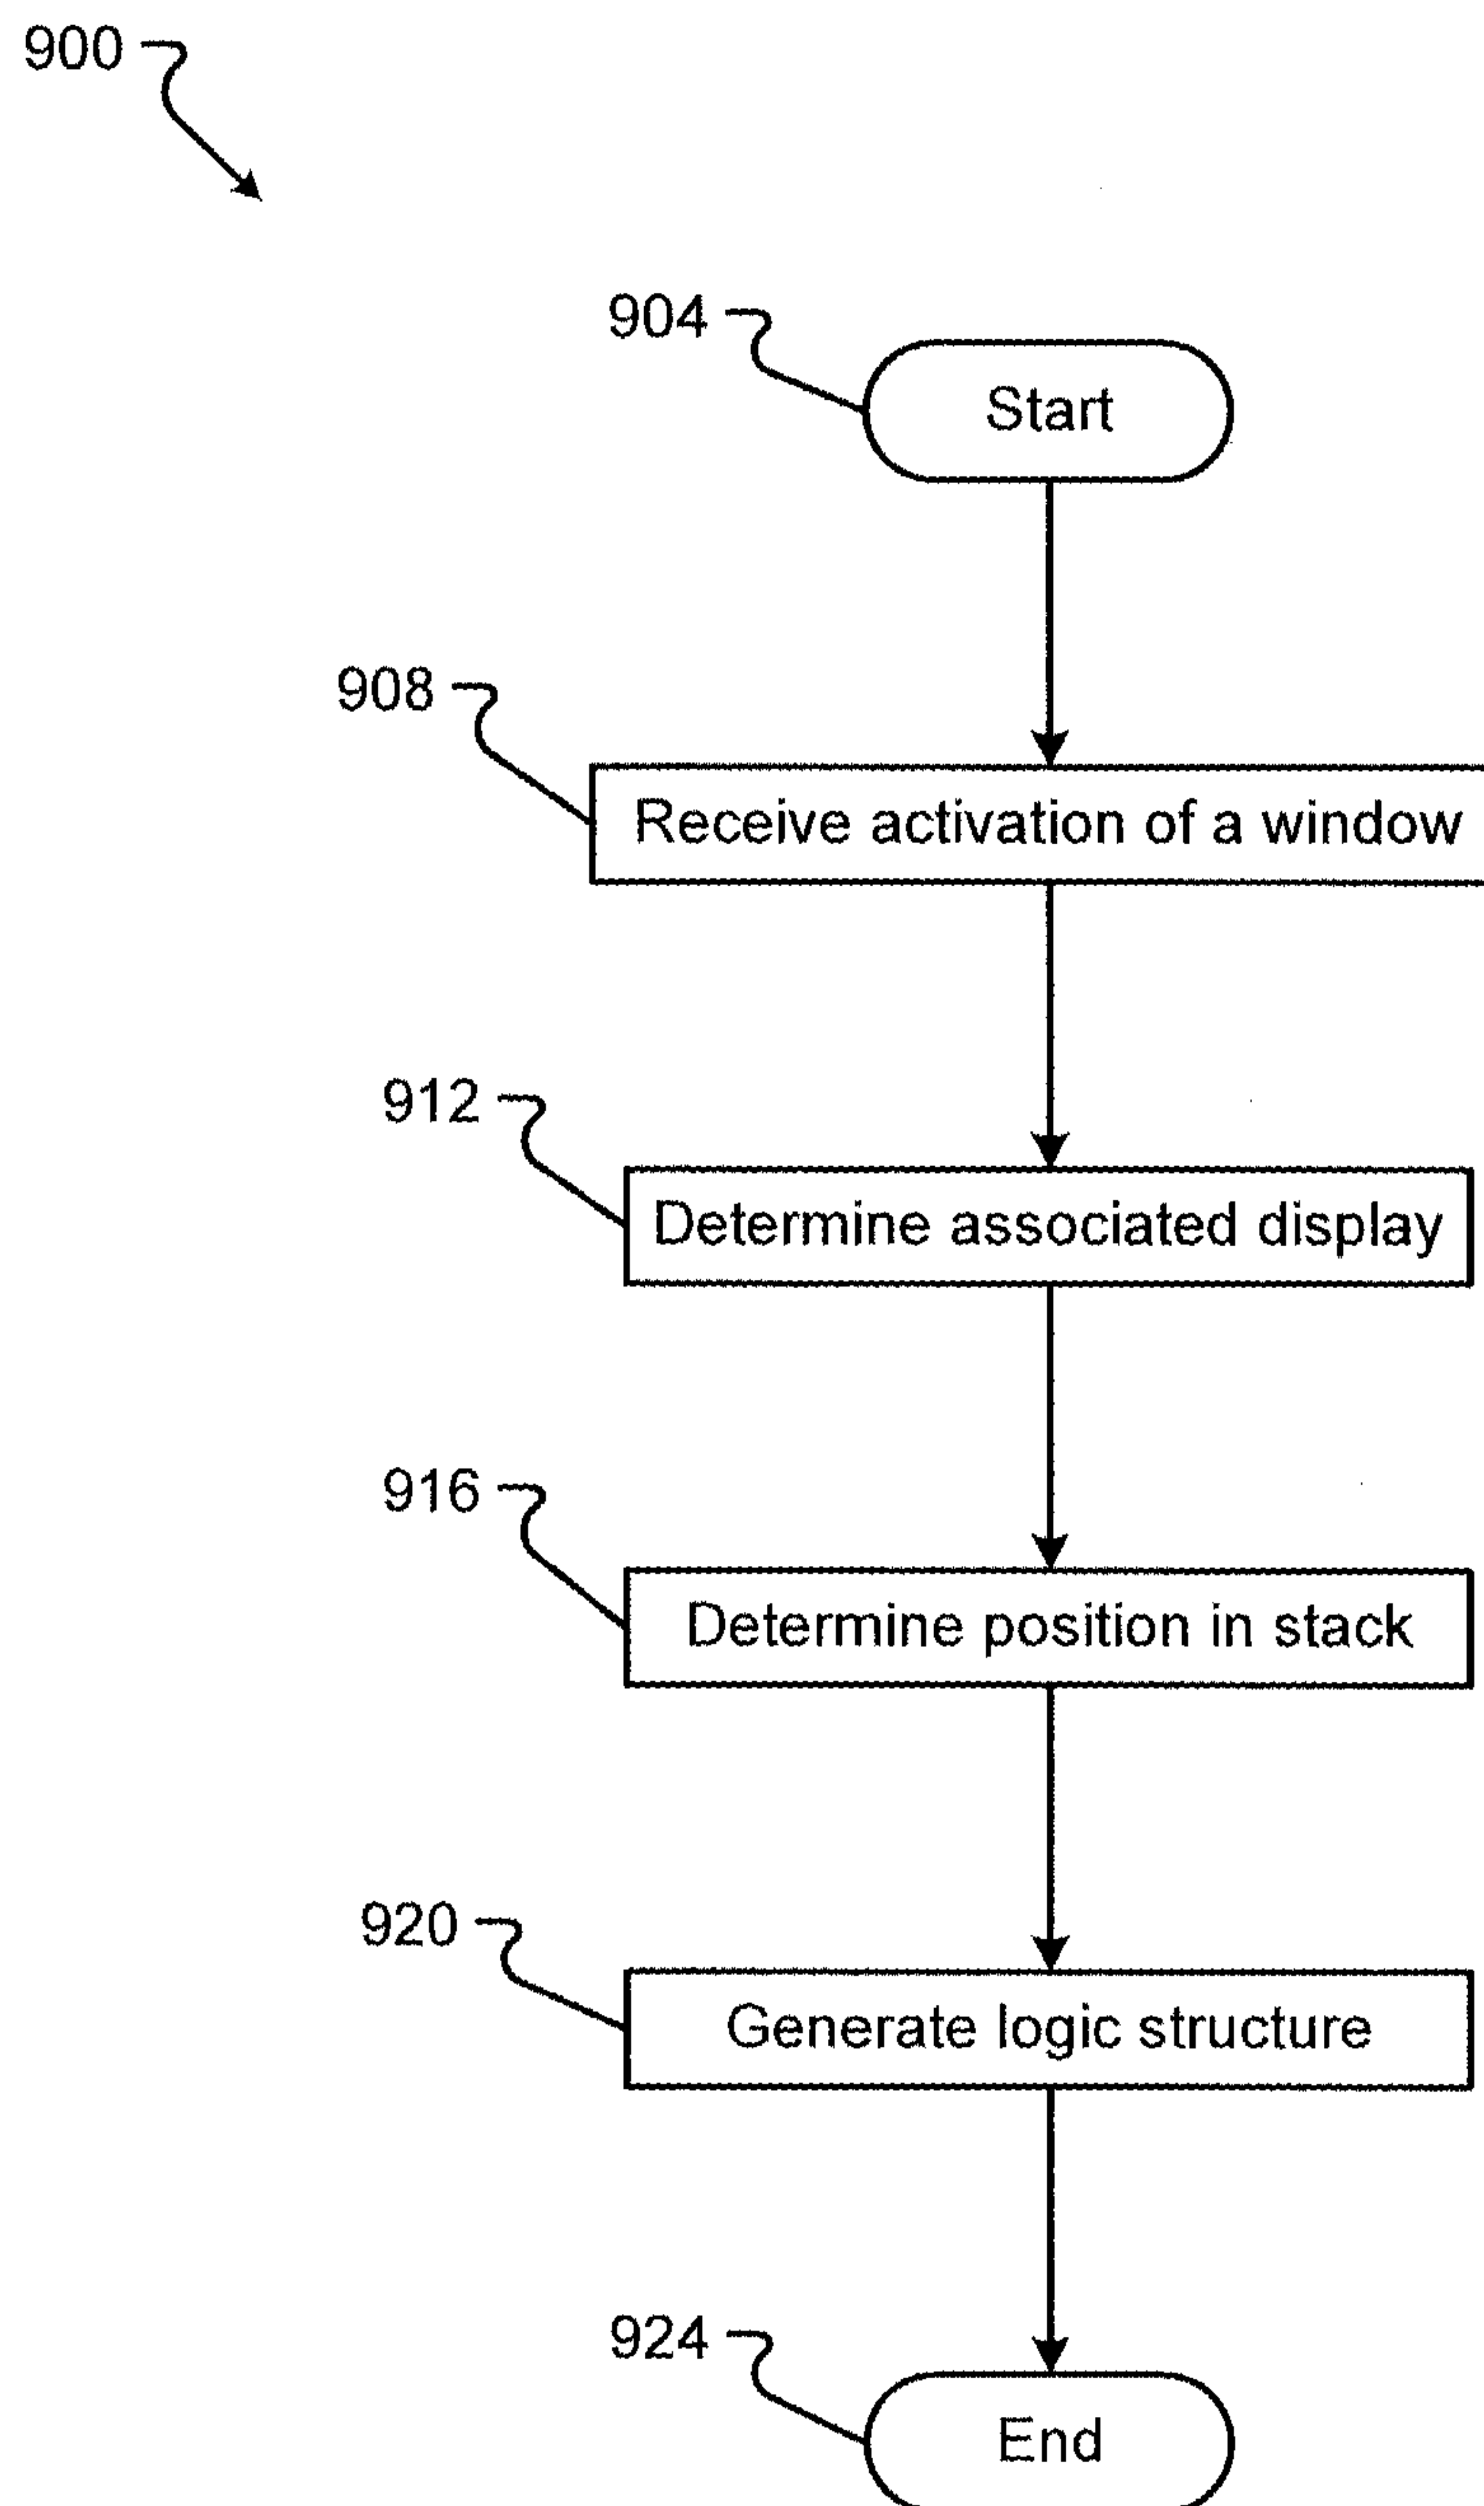 900
904
Start
908
Receive activation of a window
912
Determine associated display
916
Determine position in stack
920
Generate logic structure
924
End